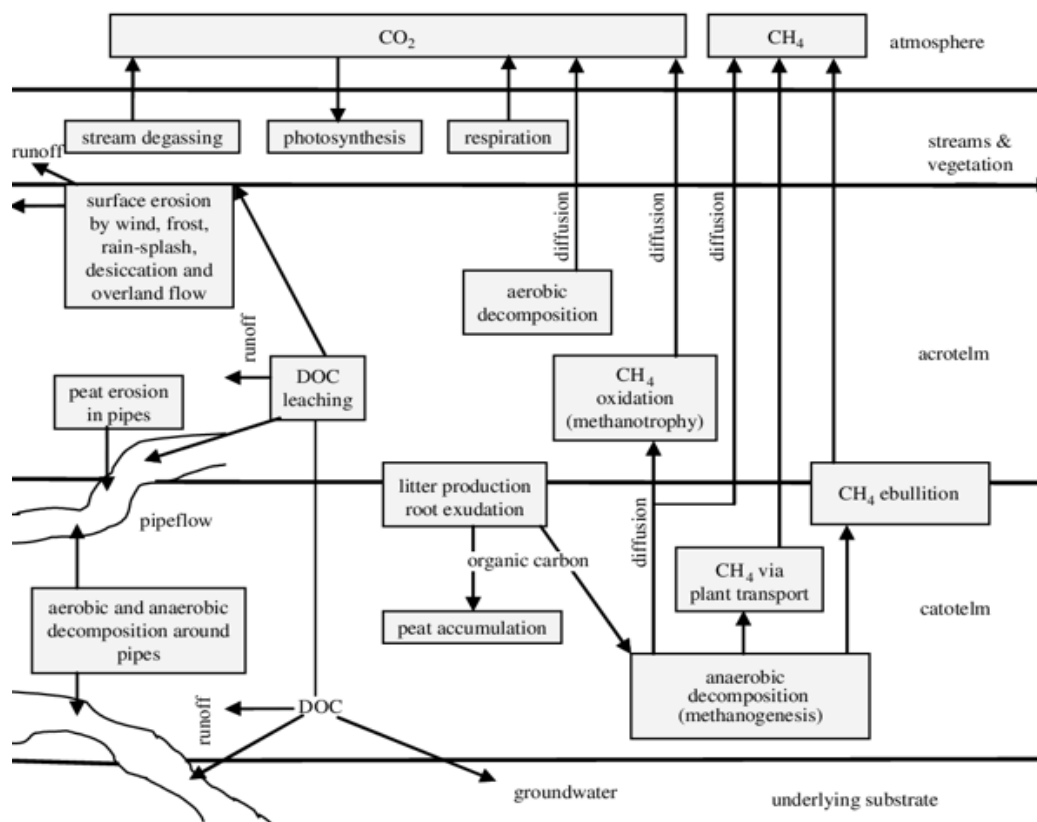 CO2
CH4
atmosphere
stream degassing
photosynthesis
respiration
streams &
vegetation
runoff
surface erosion
by wind, frost,
rain-splash,
desiccation and
overland flow
diffusion
diffusion
diffusion
aerobic
decomposition
runoff
DOC
leaching
CH4
oxidation
(methanotrophy)
acrotelm
peat erosion
in pipes
litter production
root exudation
CH4 ebullition
pipeflow
diffusion
organic carbon
CH4 via
plant transport
aerobic and anaerobic
decomposition around
pipes
peat accumulation
catotelm
anaerobic
decomposition
(methanogenesis)
runoff
DOC
groundwater
underlying substrate